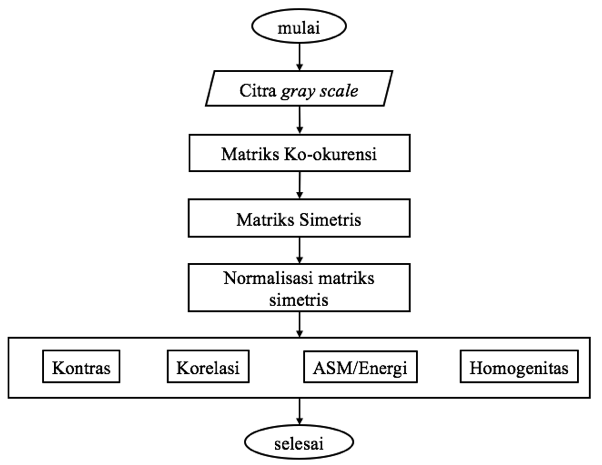 mulai
Citra gray scale
Matriks Ko-okurensi
Matriks Simetris
Normalisasi matriks
simetris
Kontras
Korelasi
ASM/Energi
Homogenitas
selesai